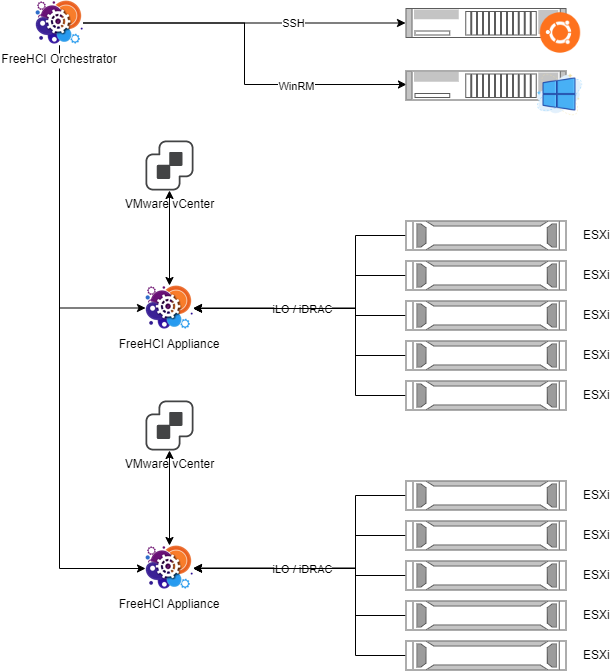 SSH
FreeHCI Orchestrator
WinRM
VMware vCenter
ESXi
ESXi
iLO / iDRAC
ESXi
FreeHCI Appliance
ESXi
ESXi
VMware vCenter
ESXi
ESXi
iLO / iDRAC
ESXi
FreeHCI Appliance
ESXi
ESXi